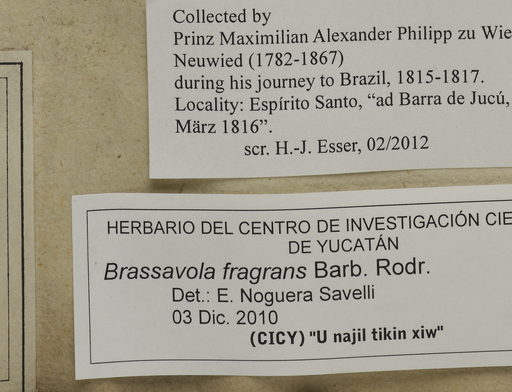 Collected by
Prinz Maximilian Alexander Philipp zu Wie
Neuwied (1782-1867)
during his journey to Brazil, 1815-1817.
Locality: Espírito Santo, “ad Barra de Jucú,
März 1816”.
scr. H.-J. Esser, 02/2012
HERBARIO DEL CENTRO DE INVESTIGACIÓN CIE
DE YUCATÁN
Brassavola fragrans Barb. Rodr.
Det.: E. Noguera Savelli
03 Dic. 2010
(CICY) "U najil tikin xiw"